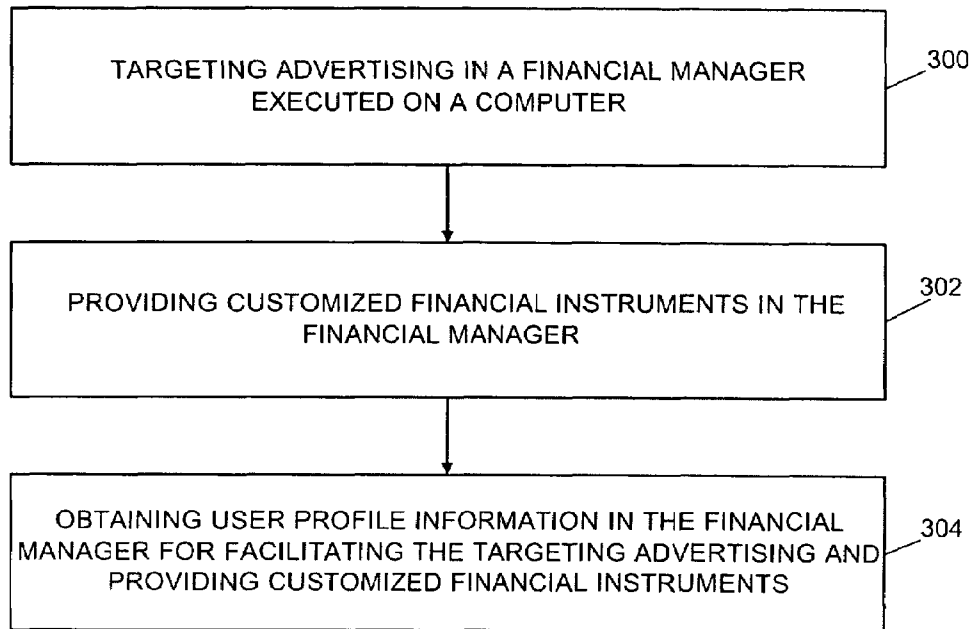 TARGETING ADVERTISING IN A FINANCIAL MANAGER
EXECUTED ON A COMPUTER
300
PROVIDING CUSTOMIZED FINANCIAL INSTRUMENTS IN THE
FINANCIAL MANAGER
302
OBTAINING USER PROFILE INFORMATION IN THE FINANCIAL
MANAGER FOR FACILITATING THE TARGETING ADVERTISING AND
PROVIDING CUSTOMIZED FINANCIAL INSTRUMENTS
304